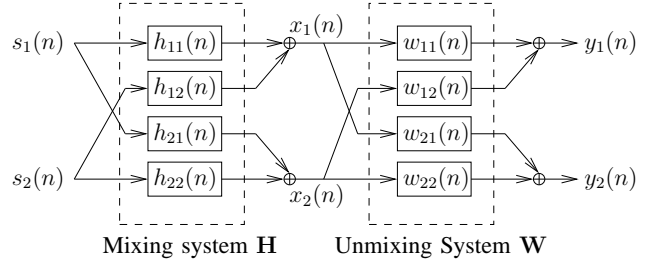 s₁(n) h₁₁(n) x₁(n) w₁₁(n) y₁(n)
h₁₂(n) w₁₂(n)
h₂₁(n) w₂₁(n)
s₂(n) h₂₂(n) x₂(n) w₂₂(n) y₂(n)
Mixing system H Unmixing System W